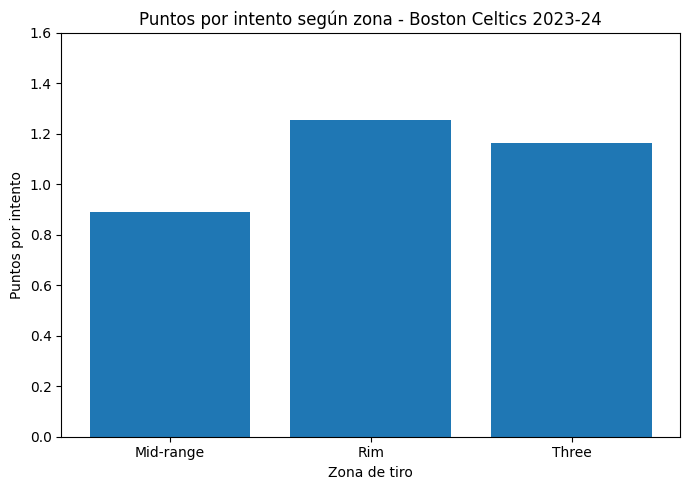 Puntos por intento según zona - Boston Celtics 2023-24
Puntos por intento
1.6
1.4
1.2
1.0
0.8
0.6
0.4
0.2
0.0
Mid-range
Rim
Three
Zona de tiro